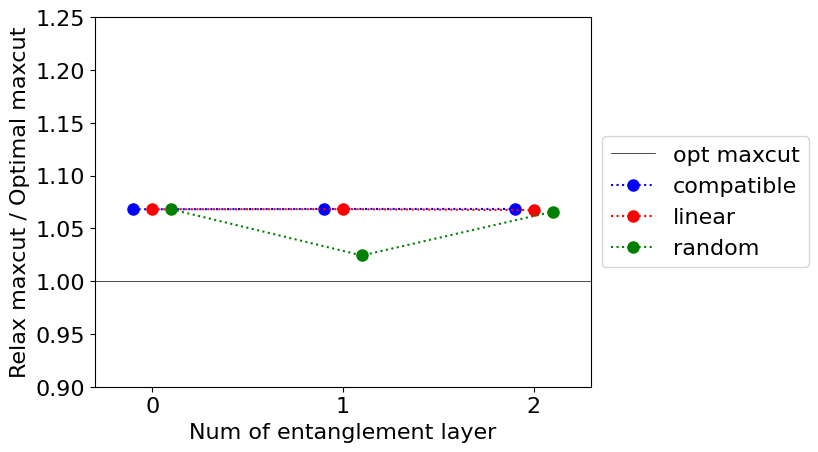 Relax maxcut / Optimal maxcut
1.25
1.20
1.15
1.10
1.05
1.00
0.95
0.90
0 1 2
Num of entanglement layer
opt maxcut
compatible
linear
random